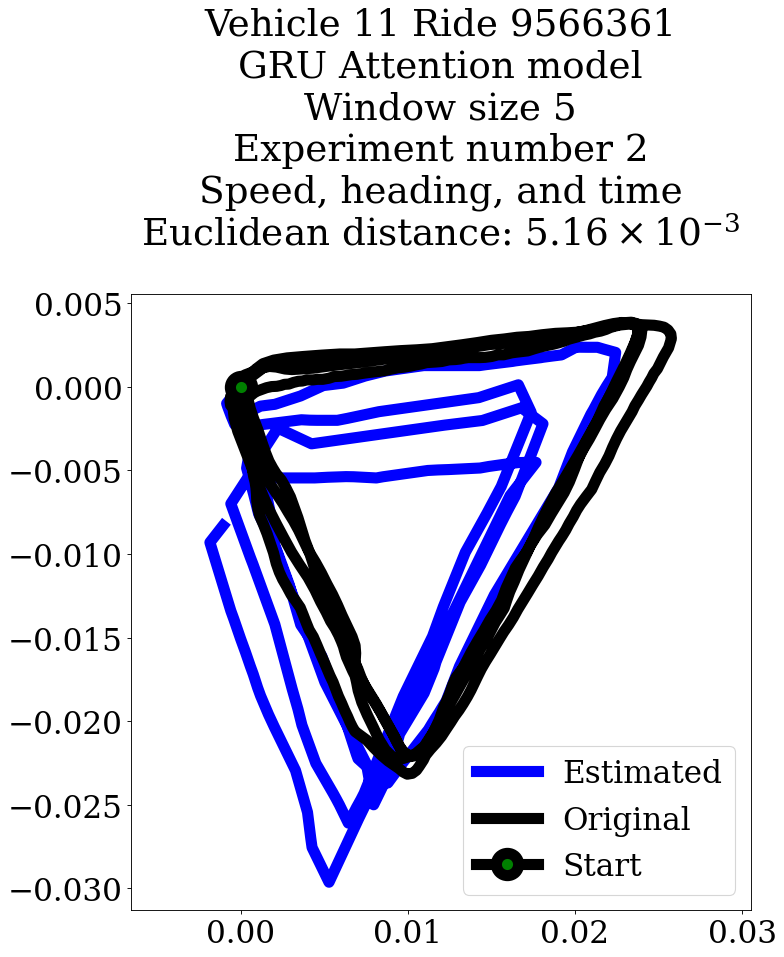 Vehicle 11 Ride 9566361
GRU Attention model
Window size 5
Experiment number 2
Speed, heading, and time
Euclidean distance: 5.16 × 10⁻³
0.005
0.000
−0.005
−0.010
−0.015
−0.020
−0.025
−0.030
Estimated
Original
Start
0.00 0.01 0.02 0.03